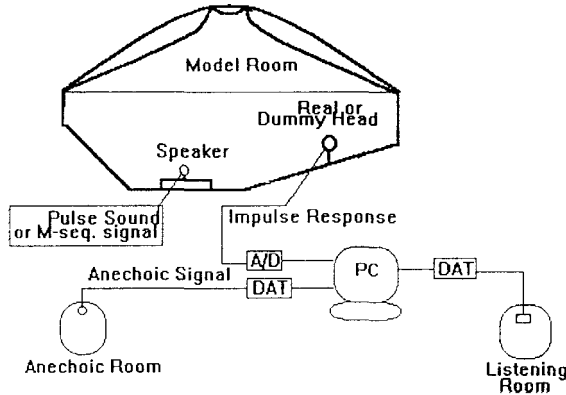 Model Room
Real or
Dummy Head
Speaker
Pulse Sound
or M-seq. signal
Impulse Response
A/D
PC
Anechoic Signal
DAT
DAT
Anechoic Room
Listening
Room